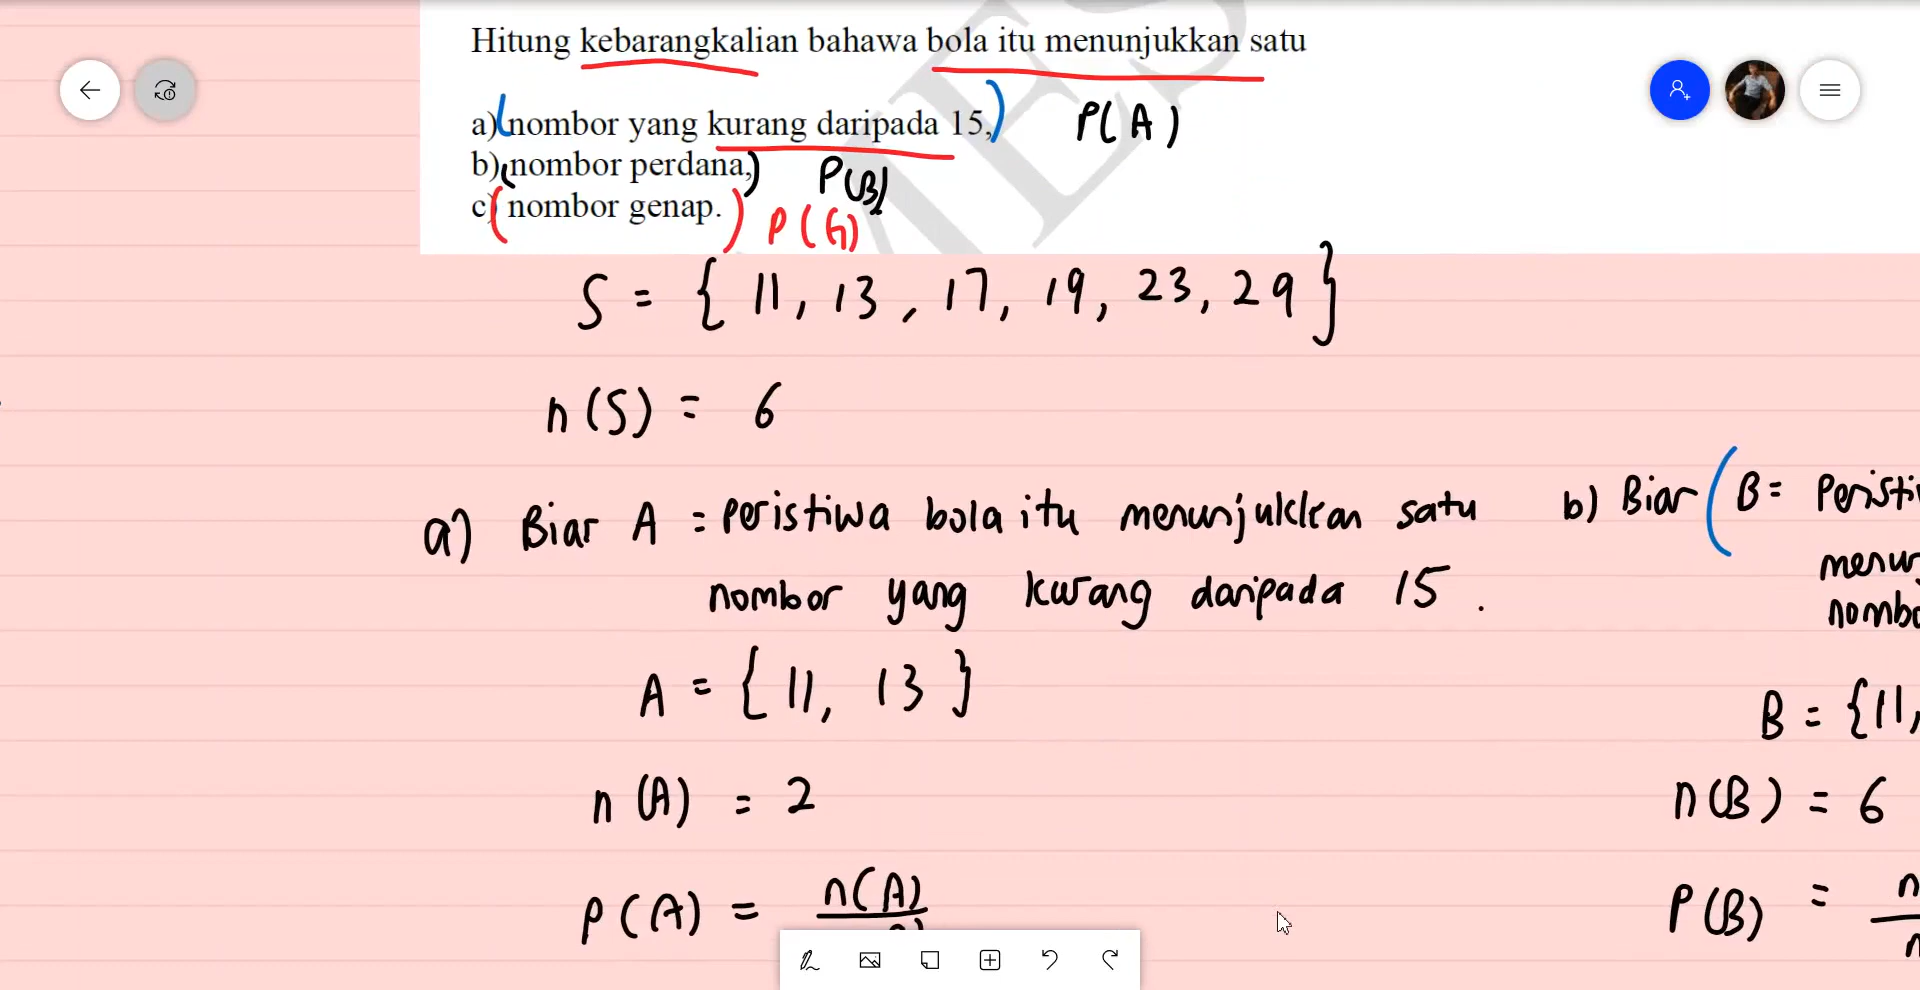 Hitung kebarangkalian bahawa bola itu menunjukkan satu
a) nombor yang kurang daripada 15, P(A)
b) nombor perdana, P(B)
c) nombor genap. P(G)
S = { 11, 13, 17, 19, 23, 29 }
n(S) = 6
a) Biar A = peristiwa bola itu menunjukkan satu
nombor yang kurang daripada 15.
A = { 11, 13 }
n(A) = 2
P(A) = n(A)
b) Biar B =
B = {11,
n(B) = 6
P(B) =